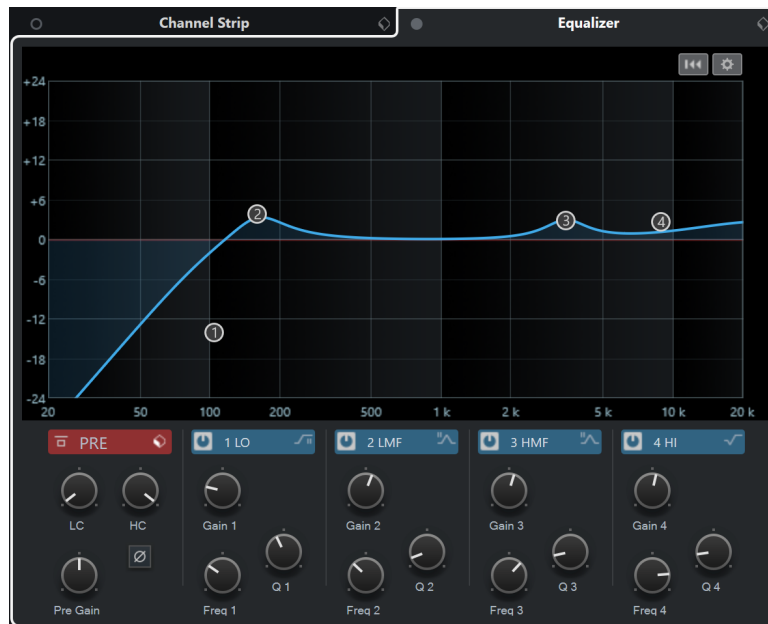 Channel Strip
Equalizer
+24
+18
+12
+6
0
-6
-12
-18
-24
1
2
3
4
20 50 100 200 500 1 k 2 k 5 k 10 k 20 k
PRE 1 LO 2 LMF 3 HMF 4 HI
LC HC Gain 1 Gain 2 Gain 3 Gain 4
Ø
Q 1 Q 2 Q 3 Q 4
Pre Gain Freq 1 Freq 2 Freq 3 Freq 4